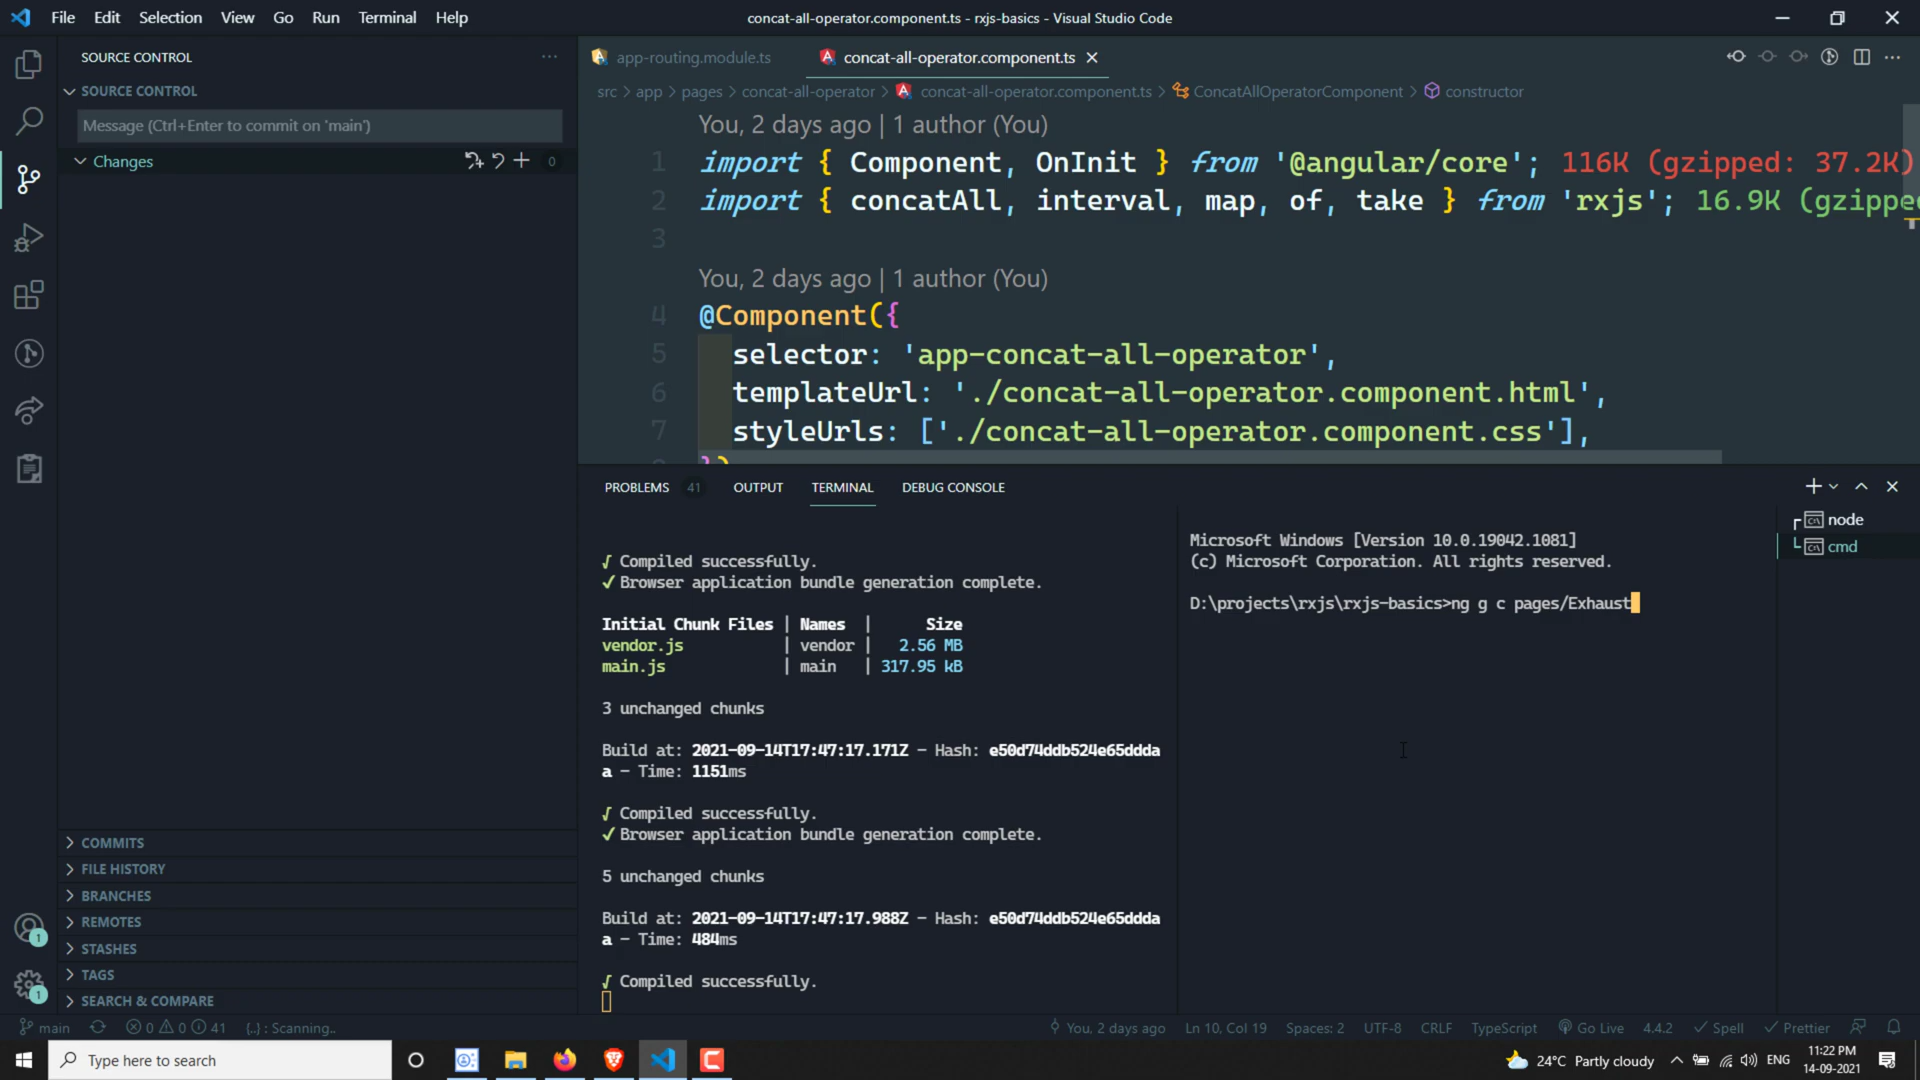 File Edit Selection View Go Run Terminal Help
concat-all-operator.component.ts - rxjs-basics - Visual Studio Code
SOURCE CONTROL
SOURCE CONTROL
Message (Ctrl+Enter to commit on 'main')
Changes 0
COMMITS
FILE HISTORY
BRANCHES
REMOTES
STASHES
TAGS
SEARCH & COMPARE
1
1
app-routing.module.ts concat-all-operator.component.ts
src > app > pages > concat-all-operator > concat-all-operator.component.ts > ConcatAllOperatorComponent > constructor
You, 2 days ago | 1 author (You)
1 import { Component, OnInit } from '@angular/core'; 116K (gzipped: 37.2K)
2 import { concatAll, interval, map, of, take } from 'rxjs'; 16.9K (gzippe
3
You, 2 days ago | 1 author (You)
4 @Component({
5 selector: 'app-concat-all-operator',
6 templateUrl: './concat-all-operator.component.html',
7 styleUrls: ['./concat-all-operator.component.css'],
})
PROBLEMS 41 OUTPUT TERMINAL DEBUG CONSOLE
√ Compiled successfully.
✓ Browser application bundle generation complete.
Initial Chunk Files | Names | Size
vendor.js | vendor | 2.56 MB
main.js | main | 317.95 kB
3 unchanged chunks
Build at: 2021-09-14T17:47:17.171Z - Hash: e50d74ddb524e65ddda
a - Time: 1151ms
√ Compiled successfully.
✓ Browser application bundle generation complete.
5 unchanged chunks
Build at: 2021-09-14T17:47:17.988Z - Hash: e50d74ddb524e65ddda
a - Time: 484ms
√ Compiled successfully.
Microsoft Windows [Version 10.0.19042.1081]
(c) Microsoft Corporation. All rights reserved.
D:\projects\rxjs\rxjs-basics>ng g c pages/Exhaust
node
cmd
main 0 0 41 {..} : Scanning.. You, 2 days ago Ln 10, Col 19 Spaces: 2 UTF-8 CRLF TypeScript Go Live 4.4.2 Spell Prettier
Type here to search
24°C Partly cloudy ENG 11:22 PM
14-09-2021